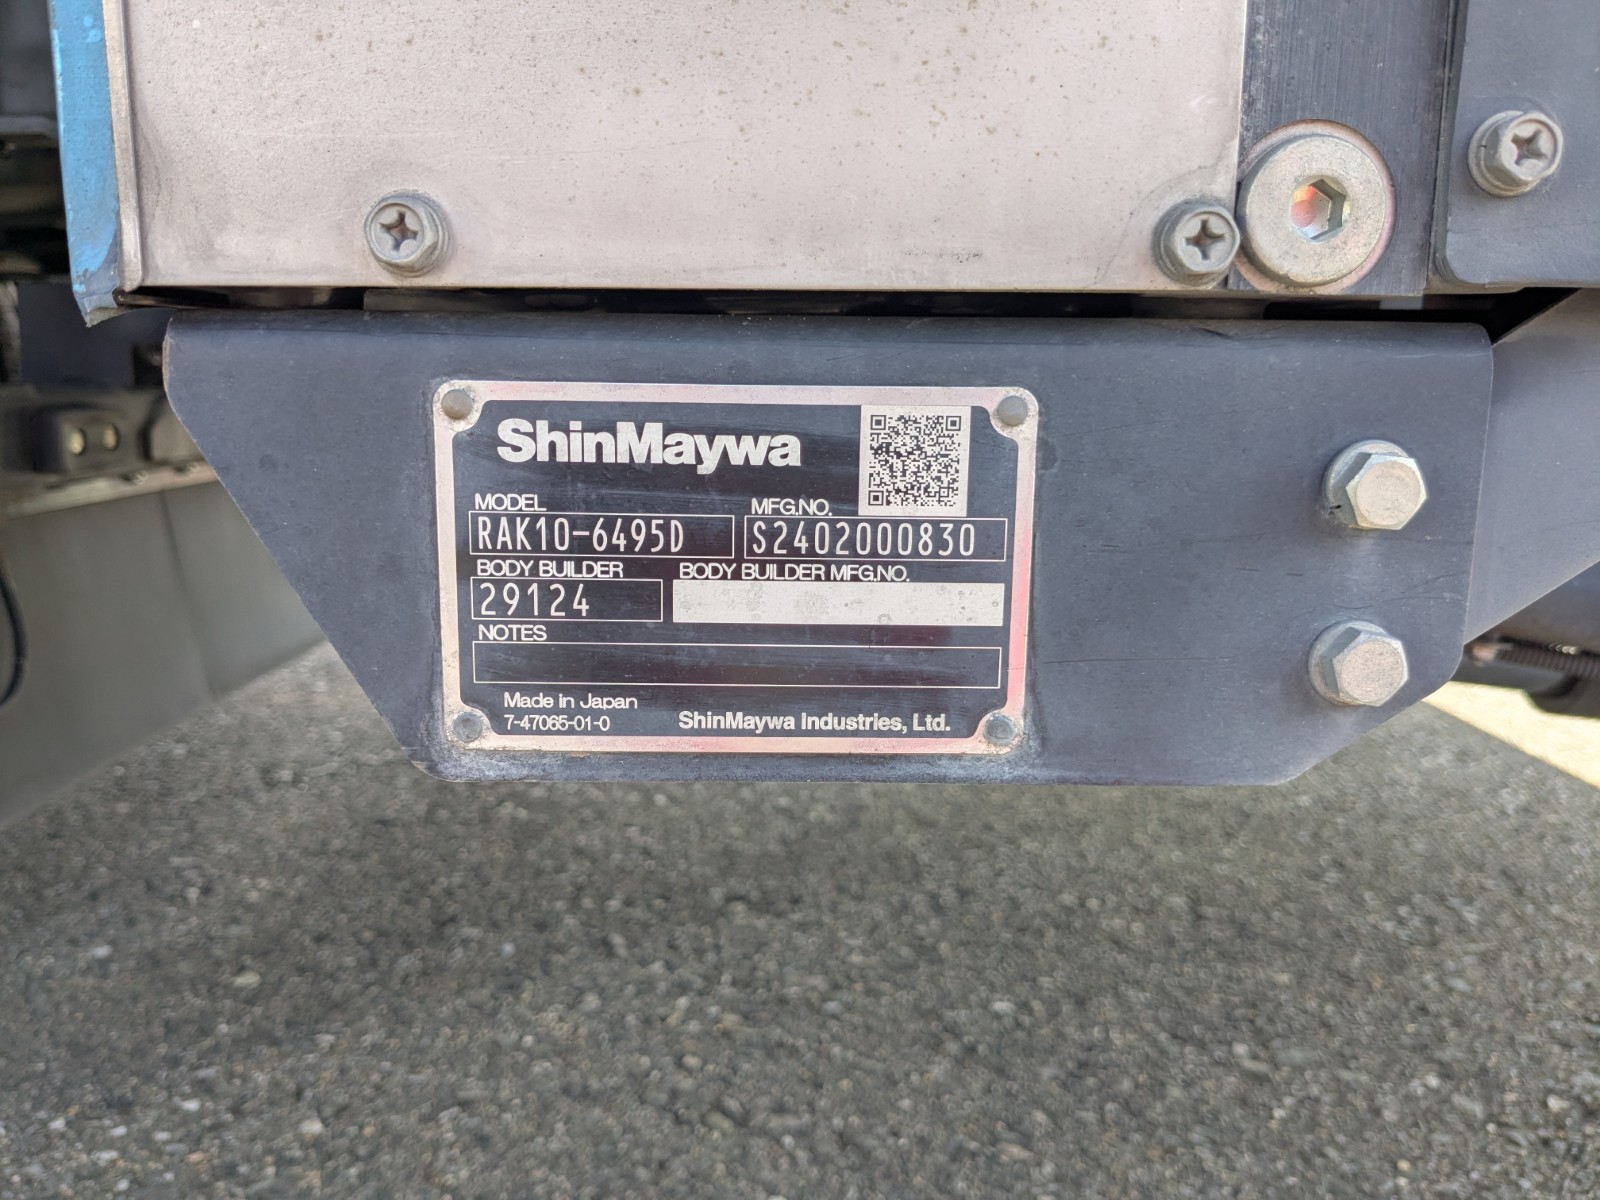 ShinMaywa
MODEL MFG.NO.
RAK10-6495D S2402000830
BODY BUILDER BODY BUILDER MFG.NO.
29124
NOTES
Made in Japan
7-47065-01-0 ShinMaywa Industries, Ltd.